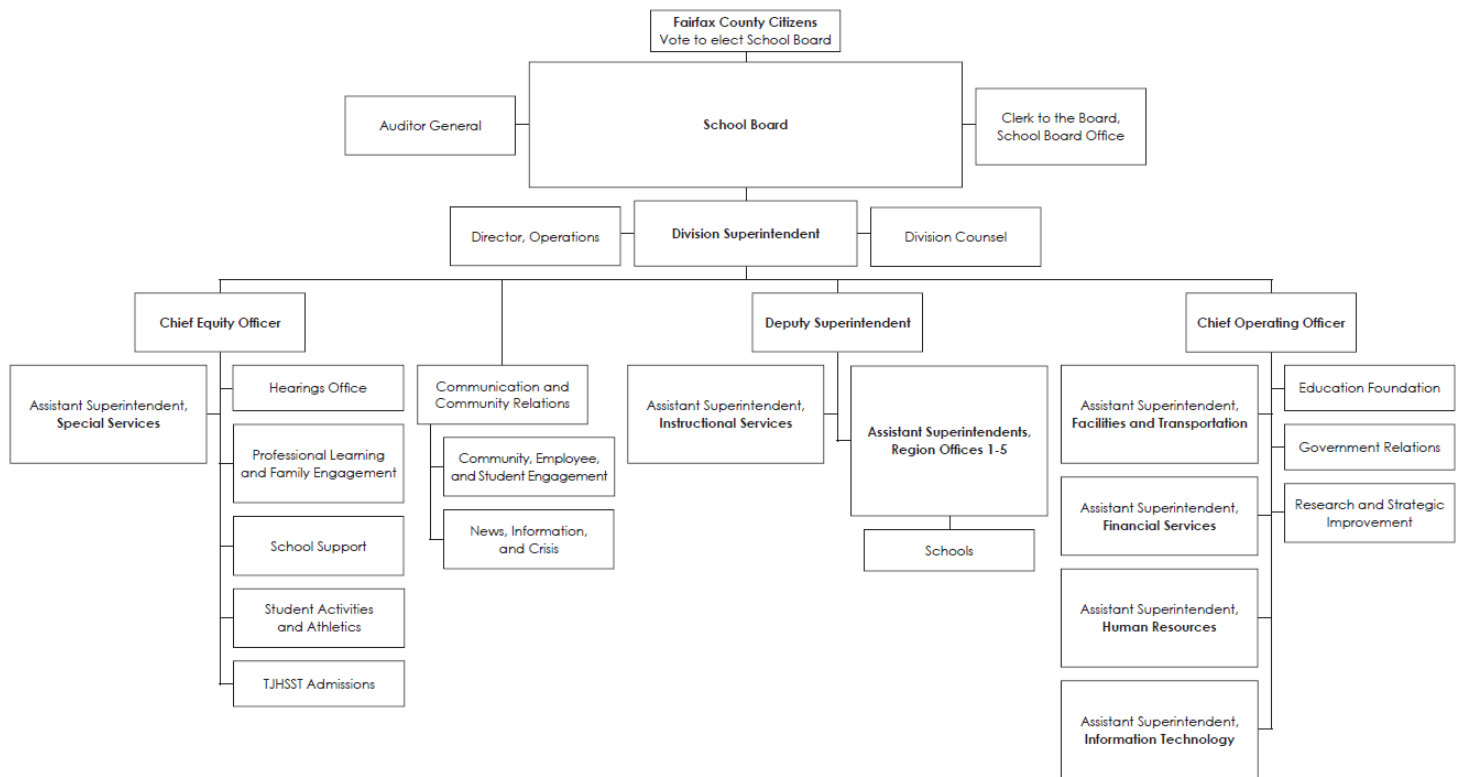 Fairfax County Citizens
Vote to elect School Board
Auditor General
School Board
Clerk to the Board,
School Board Office
Director, Operations
Division Superintendent
Division Counsel
Chief Equity Officer
Deputy Superintendent
Chief Operating Officer
Assistant Superintendent,
Special Services
Hearings Office
Professional Learning
and Family Engagement
School Support
Student Activities
and Athletics
TJHSST Admissions
Communication and
Community Relations
Community, Employee,
and Student Engagement
News, Information,
and Crisis
Assistant Superintendent,
Instructional Services
Assistant Superintendents,
Region Offices 1-5
Schools
Assistant Superintendent,
Facilities and Transportation
Assistant Superintendent,
Financial Services
Assistant Superintendent,
Human Resources
Assistant Superintendent,
Information Technology
Education Foundation
Government Relations
Research and Strategic
Improvement